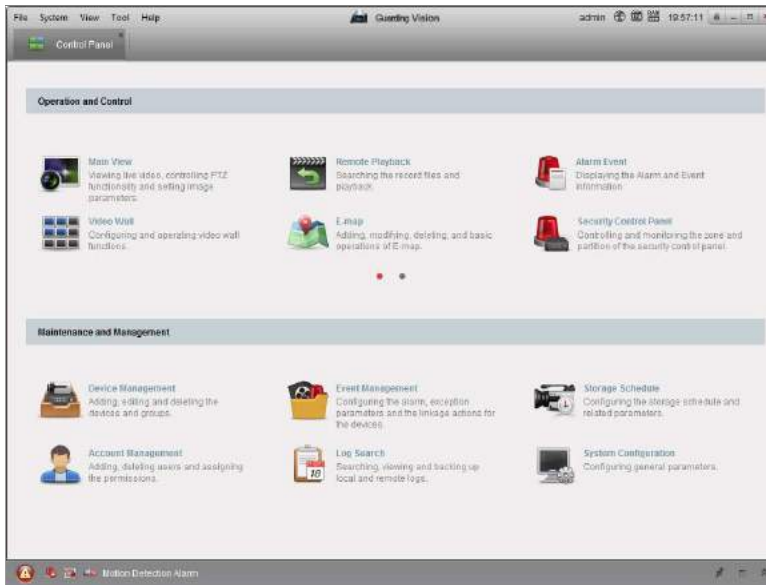 File System View Tool Help
Guarding Vision
admin
19:57:11
Control Panel
Operation and Control
Main View
Viewing live video, controlling PTZ
functionality and setting image
parameters.
Remote Playback
Searching the record files and
playback.
Alarm Event
Displaying the Alarm and Event
information.
Video Wall
Configuring and operating video wall
functions.
E-map
Adding, modifying, deleting, and basic
operations of E-map.
Security Control Panel
Controlling and monitoring the zone and
partition of the security control panel.
Maintenance and Management
Device Management
Adding, editing and deleting the
devices and groups.
Event Management
Configuring the alarm, exception
parameters and the linkage actions for
the devices.
Storage Schedule
Configuring the storage schedule and
related parameters.
Account Management
Adding, deleting users and assigning
the permissions.
Log Search
Searching, viewing and backing up
local and remote logs.
System Configuration
Configuring general parameters.
Motion Detection Alarm